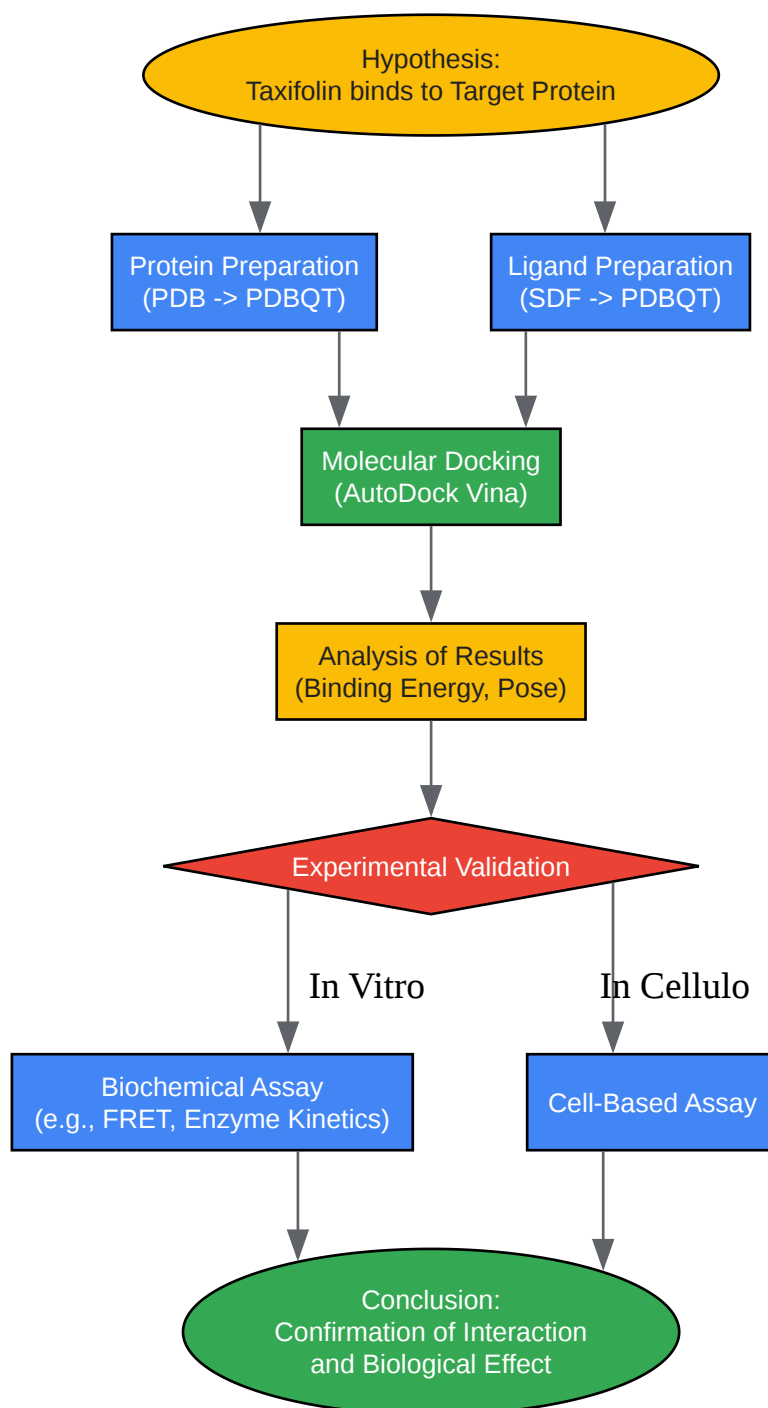 Hypothesis:
Taxifolin binds to Target Protein
Protein Preparation
(PDB -> PDBQT)
Ligand Preparation
(SDF -> PDBQT)
Molecular Docking
(AutoDock Vina)
Analysis of Results
(Binding Energy, Pose)
Experimental Validation
In Vitro
In Cellulo
Biochemical Assay
(e.g., FRET, Enzyme Kinetics)
Cell-Based Assay
Conclusion:
Confirmation of Interaction
and Biological Effect